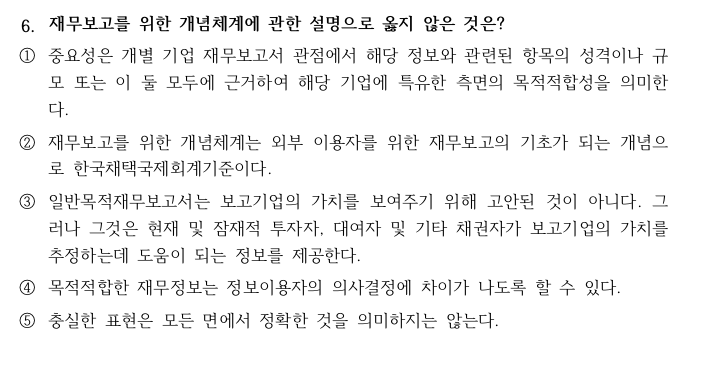 6. 재무보고를 위한 개념체계에 관한 설명으로 옳지 않은 것은?
① 중요성은 개별 기업 재무보고서 관점에서 해당 정보와 관련된 항목의 성격이나 규
모 또는 이 둘 모두에 근거하여 해당 기업에 특유한 측면의 목적적합성을 의미한
다.
② 재무보고를 위한 개념체계는 외부 이용자를 위한 재무보고의 기초가 되는 개념으
로 한국채택국제회계기준이다.
③ 일반목적재무보고서는 보고기업의 가치를 보여주기 위해 고안된 것이 아니다. 그
러나 그것은 현재 및 잠재적 투자자, 대여자 및 기타 채권자가 보고기업의 가치를
추정하는데 도움이 되는 정보를 제공한다.
④ 목적적합한 재무정보는 정보이용자의 의사결정에 차이가 나도록 할 수 있다.
⑤ 충실한 표현은 모든 면에서 정확한 것을 의미하지는 않는다.